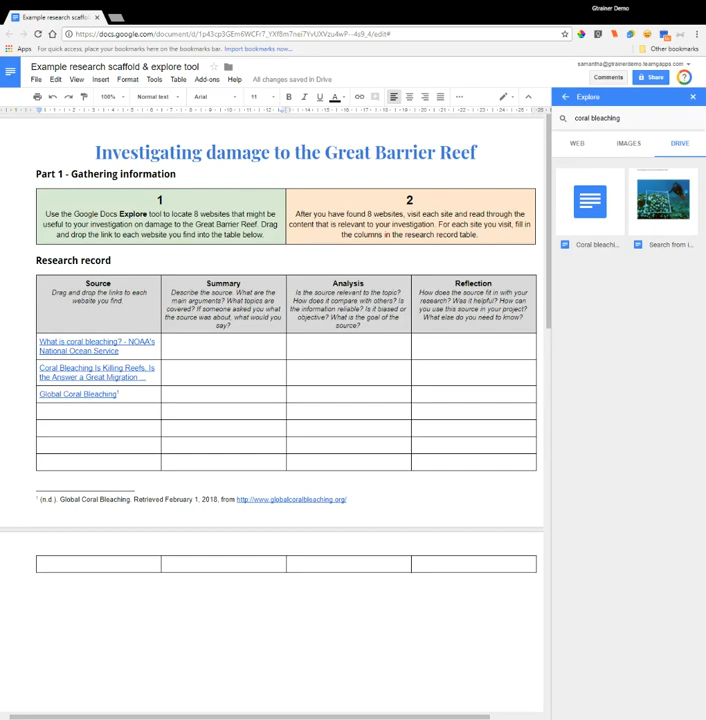 Gtrainer Demo
Example research scaffold
https://docs.google.com/document/d/
Apps For quick access, place your bookmarks on the bookmarks bar. Import bookmarks now... Other bookmarks
samantha@gtrainerdemo.teamgapps.com
Example research scaffold & explore tool
Comments Share ?
File Edit View Insert Format Tools Table Add-ons Help All changes saved in Drive
100% Normal text Arial 11 B I U A
Explore
coral bleaching
WEB IMAGES DRIVE
Coral bleachi... Search from i...
Investigating damage to the Great Barrier Reef
Part 1 - Gathering information
1
Use the Google Docs Explore tool to locate 8 websites that might be
useful to your investigation on damage to the Great Barrier Reef. Drag
and drop the link to each website you find into the table below.
2
After you have found 8 websites, visit each site and read through the
content that is relevant to your investigation. For each site you visit, fill in
the columns in the research record table.
Research record
Source
Drag and drop the links to each
website you find.
Summary
Describe the source. What are the
main arguments? What topics are
covered? If someone asked you what
the source was about, what would you
say?
Analysis
Is the source relevant to the topic?
How does it compare with others? Is
the information reliable? Is it biased or
objective? What is the goal of the
source?
Reflection
How does the source fit in with your
research? Was it helpful? How can
you use this source in your project?
What else do you need to know?
What is coral bleaching? - NOAA's
National Ocean Service
Coral Bleaching Is Killing Reefs. Is
the Answer a Great Migration ...
Global Coral Bleaching¹
¹ (n.d.). Global Coral Bleaching. Retrieved February 1, 2018, from http://www.globalcoralbleaching.org/